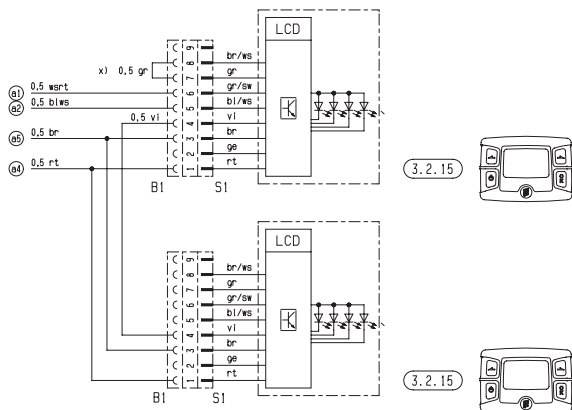 LCD
9
8 br/ws
x) 0,5 gr
7 gr
a1 0,5 wsrt
6 gr/sw
a2 0,5 blws
5 bl/ws
0,5 vi
4 vi
a5 0,5 br
3 br
2 ge
a4 0,5 rt
1 rt
B1 S1
3.2.15
LCD
9
8 br/ws
7 gr
6 gr/sw
5 bl/ws
4 vi
3 br
2 ge
1 rt
B1 S1
3.2.15